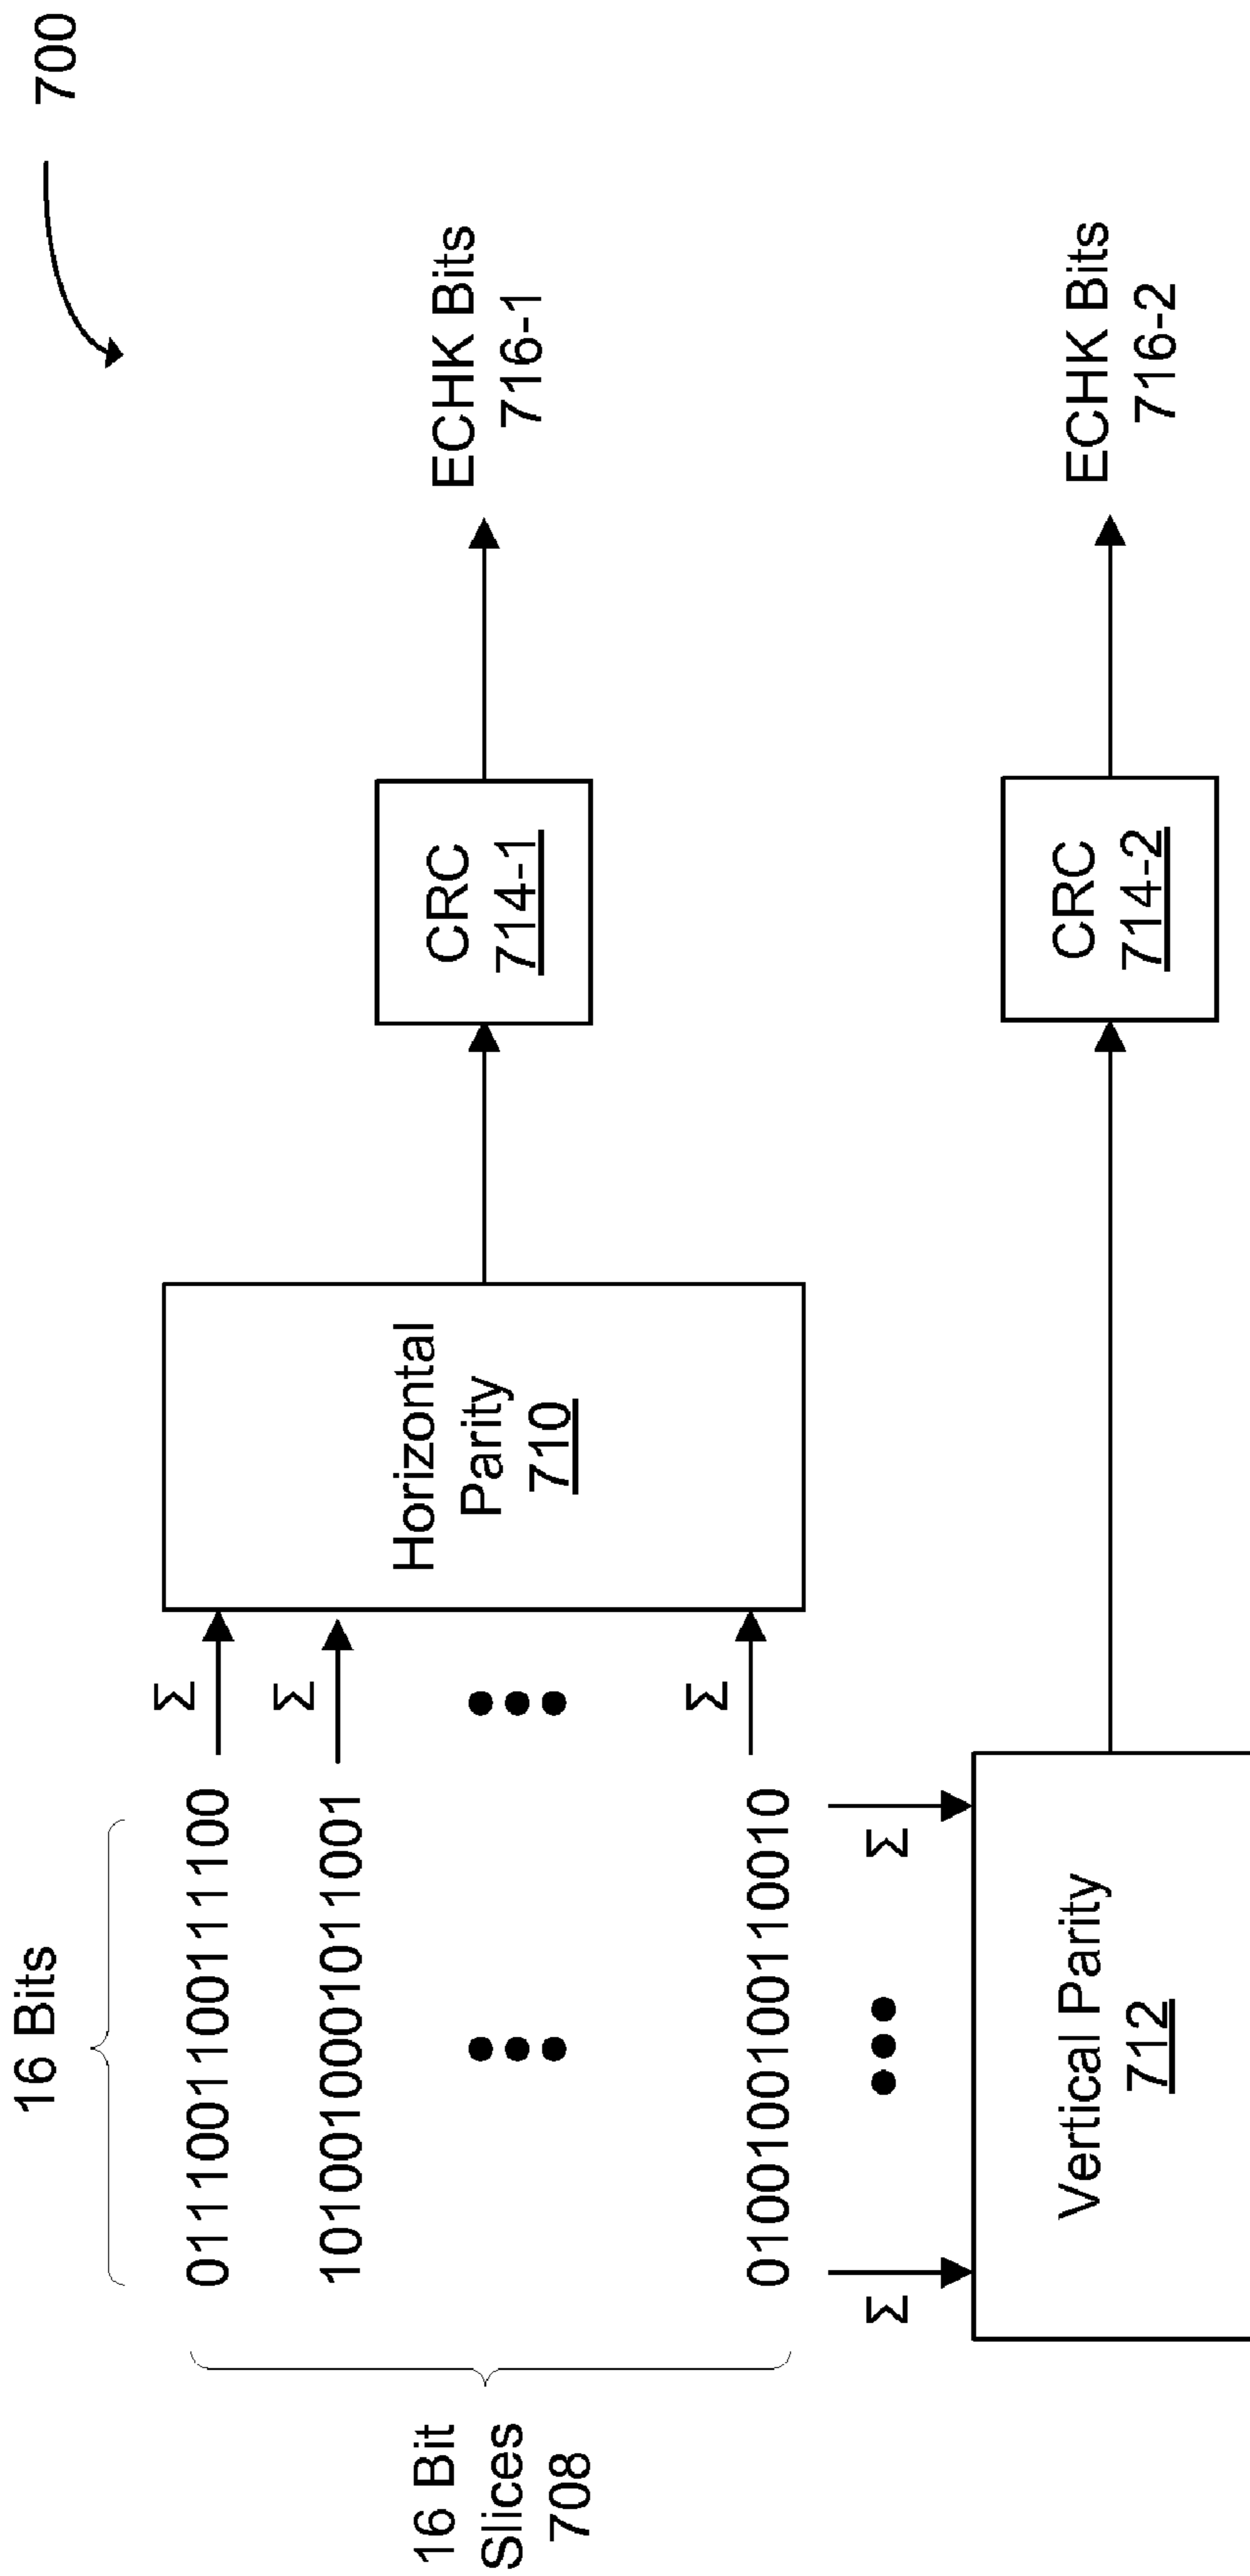 700
16 Bits
0111001100111100
Σ
1010010001011001
Σ
16 Bit
Slices
708
Horizontal
Parity
710
CRC
714-1
ECHK Bits
716-1
0100100100110010
Σ
Σ
Σ
Vertical Parity
712
CRC
714-2
ECHK Bits
716-2